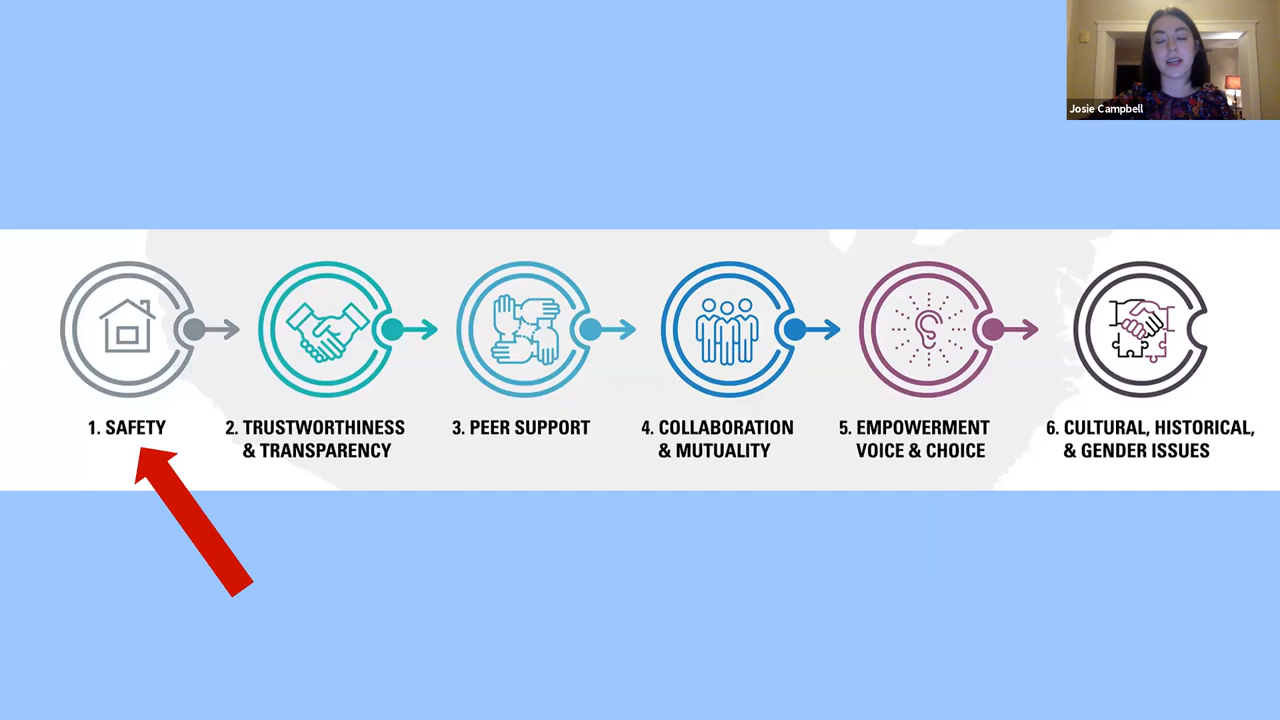 Josie Campbell
1. SAFETY
2. TRUSTWORTHINESS
& TRANSPARENCY
3. PEER SUPPORT
4. COLLABORATION
& MUTUALITY
5. EMPOWERMENT
VOICE & CHOICE
6. CULTURAL, HISTORICAL,
& GENDER ISSUES